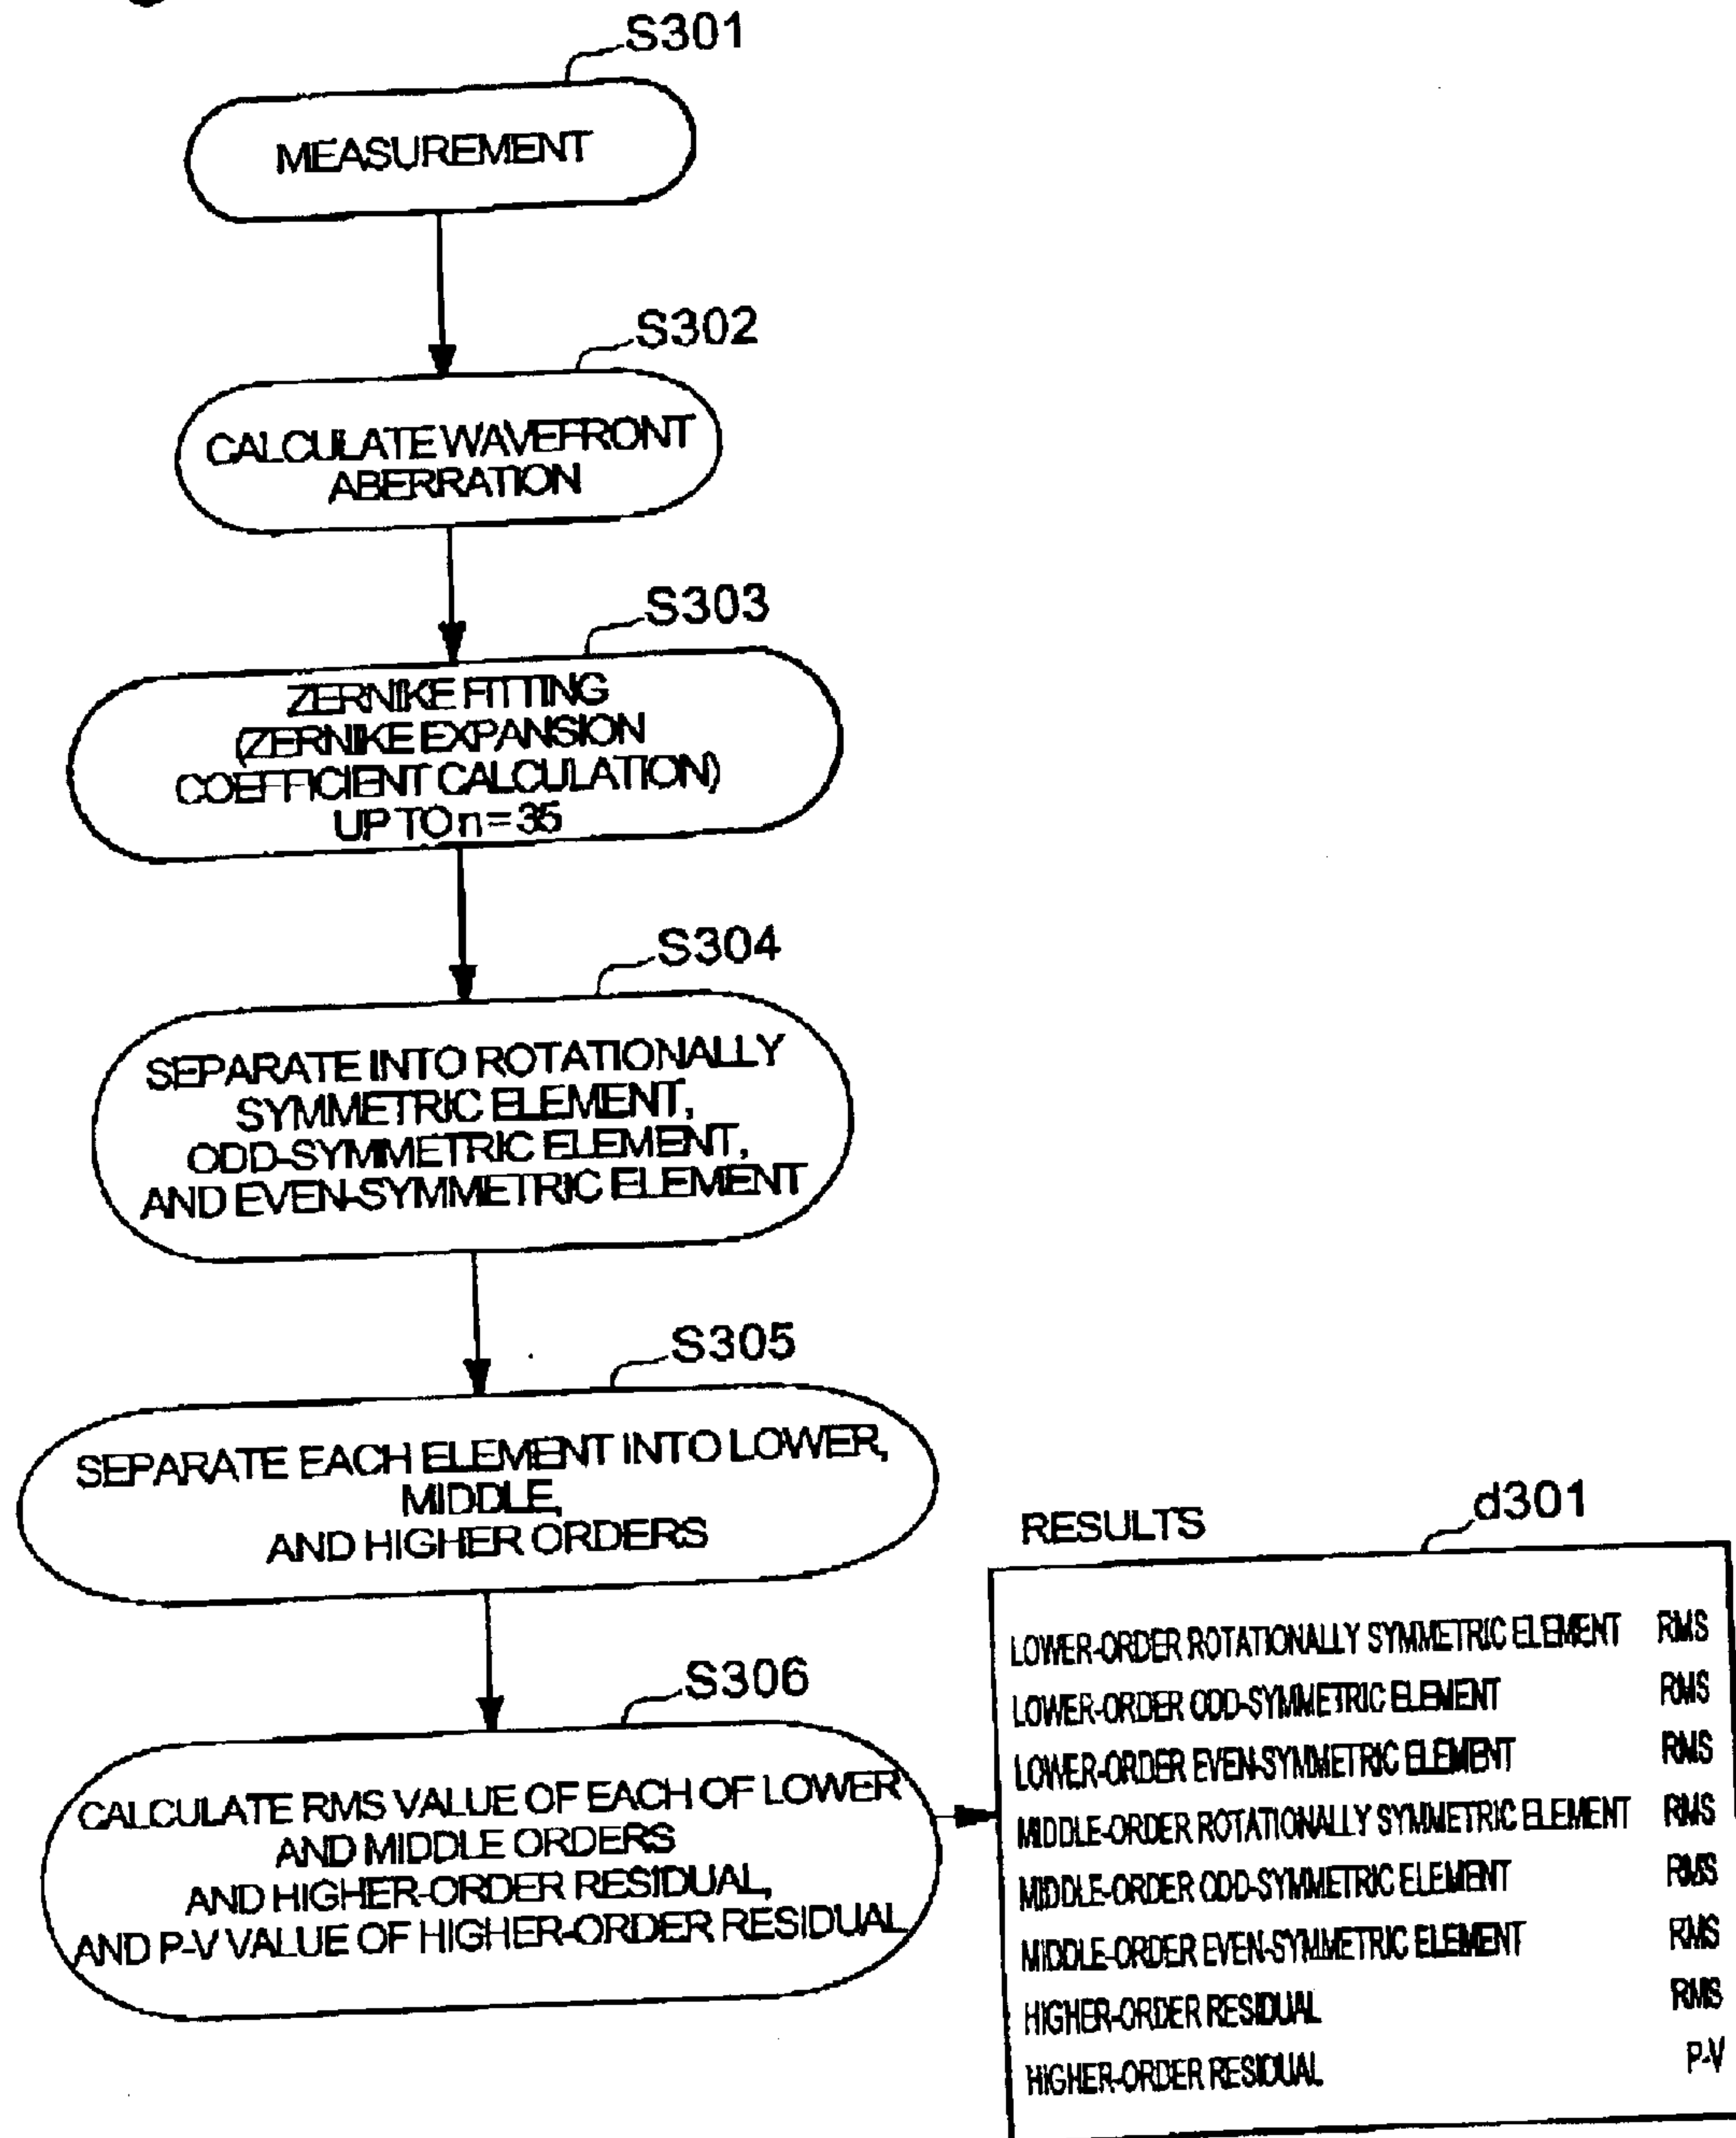 S301
MEASUREMENT
S302
CALCULATE WAVEFRONT
ABERRATION
S303
ZERNIKE FITTING
(ZERNIKE EXPANSION
COEFFICIENT CALCULATION)
UP TO n = 35
S304
SEPARATE INTO ROTATIONALLY
SYMMETRIC ELEMENT,
ODD-SYMMETRIC ELEMENT,
AND EVEN-SYMMETRIC ELEMENT
S305
SEPARATE EACH ELEMENT INTO LOWER,
MIDDLE,
AND HIGHER ORDERS
S306
CALCULATE RMS VALUE OF EACH OF LOWER
AND MIDDLE ORDERS
AND HIGHER-ORDER RESIDUAL,
AND P-V VALUE OF HIGHER-ORDER RESIDUAL
RESULTS
d301
LOWER-ORDER ROTATIONALLY SYMMETRIC ELEMENT RMS
LOWER-ORDER ODD-SYMMETRIC ELEMENT RMS
LOWER-ORDER EVEN-SYMMETRIC ELEMENT RMS
MIDDLE-ORDER ROTATIONALLY SYMMETRIC ELEMENT RMS
MIDDLE-ORDER ODD-SYMMETRIC ELEMENT RMS
MIDDLE-ORDER EVEN-SYMMETRIC ELEMENT RMS
HIGHER-ORDER RESIDUAL RMS
HIGHER-ORDER RESIDUAL P-V